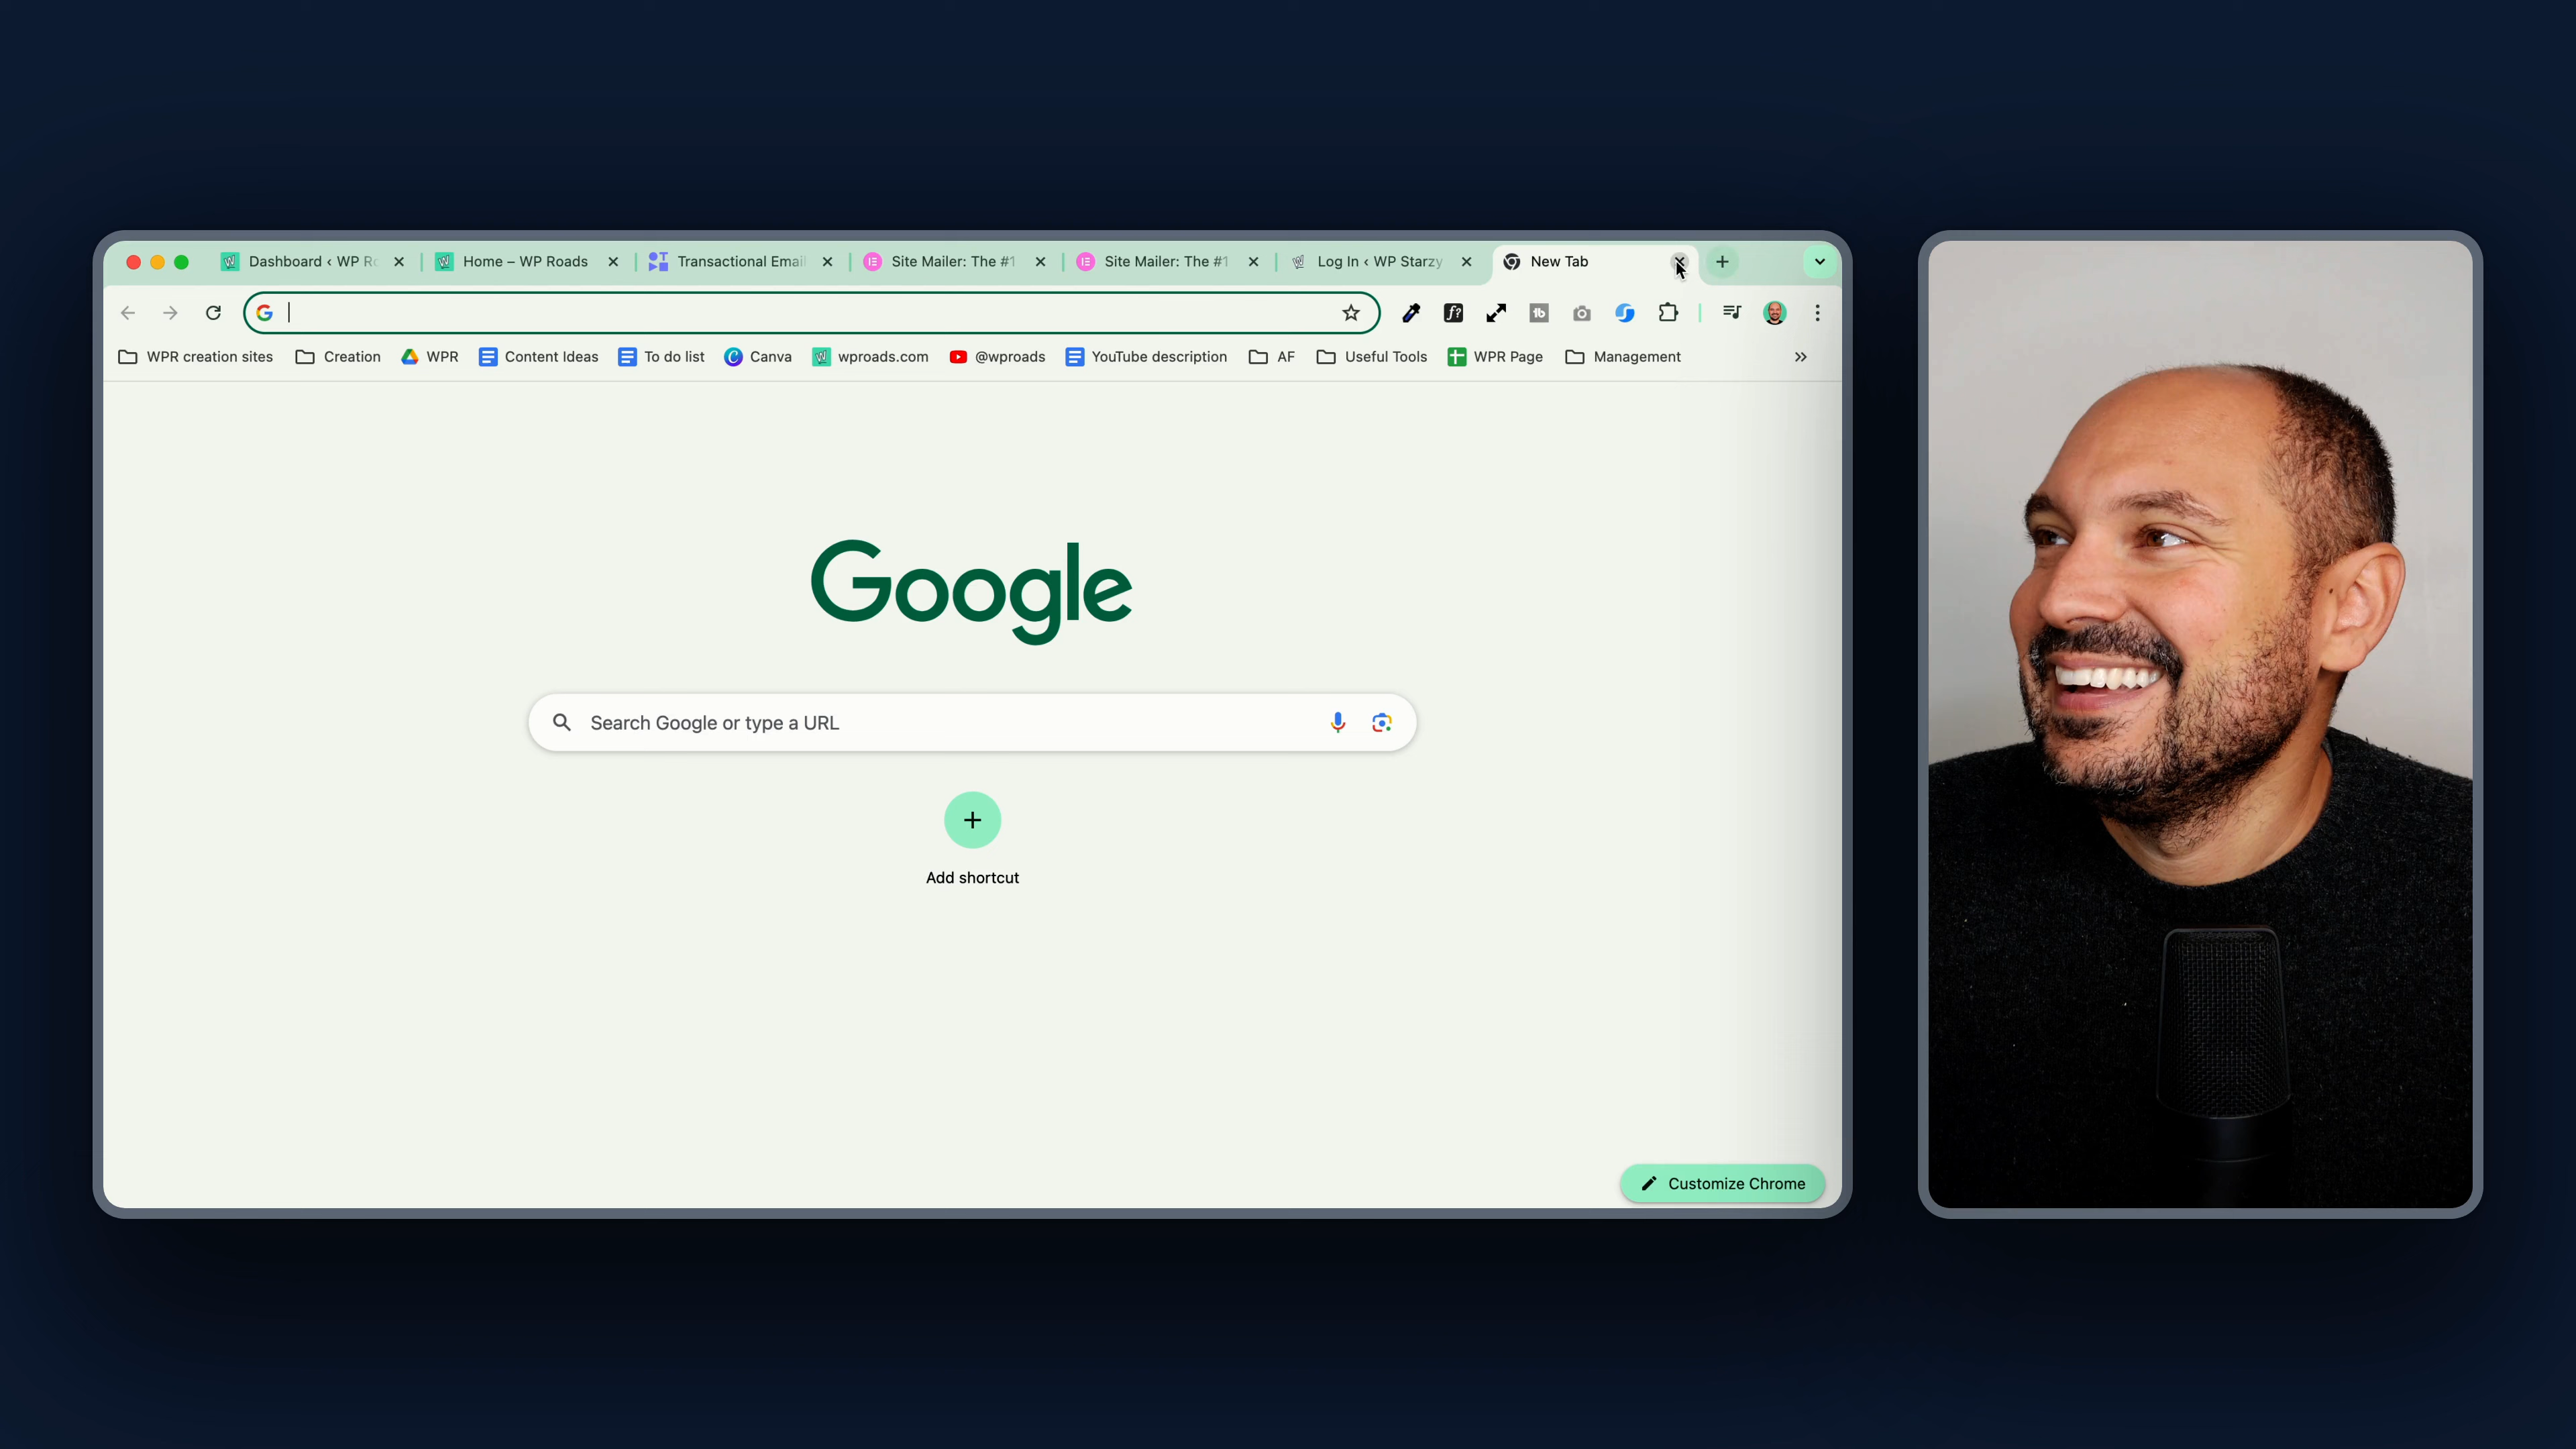 Dashboard ‹ WP Ro
Home – WP Roads
Transactional Email
Site Mailer: The #1
Site Mailer: The #1
Log In ‹ WP Starzy
New Tab
WPR creation sites
Creation
WPR
Content Ideas
To do list
Canva
wproads.com
@wproads
YouTube description
AF
Useful Tools
WPR Page
Management
Google
Search Google or type a URL
Add shortcut
Customize Chrome